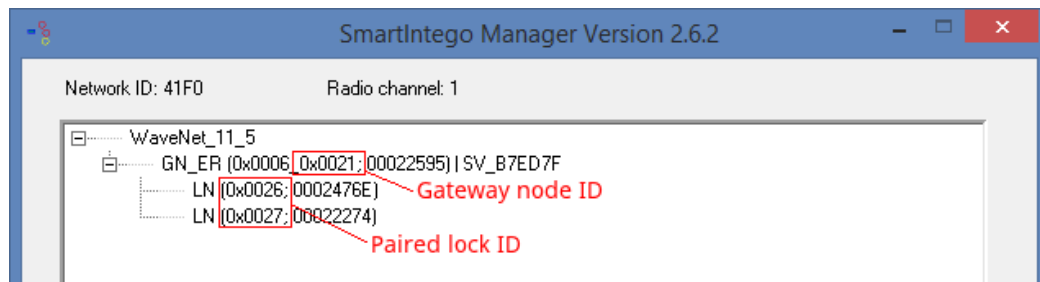 SmartIntego Manager Version 2.6.2
Network ID: 41F0 Radio channel: 1
WaveNet_11_5
GN_ER (0x0006_0x0021; 00022595) | SV_B7ED7F
LN (0x0026; 0002476E)
Gateway node ID
LN (0x0027; 00022274)
Paired lock ID